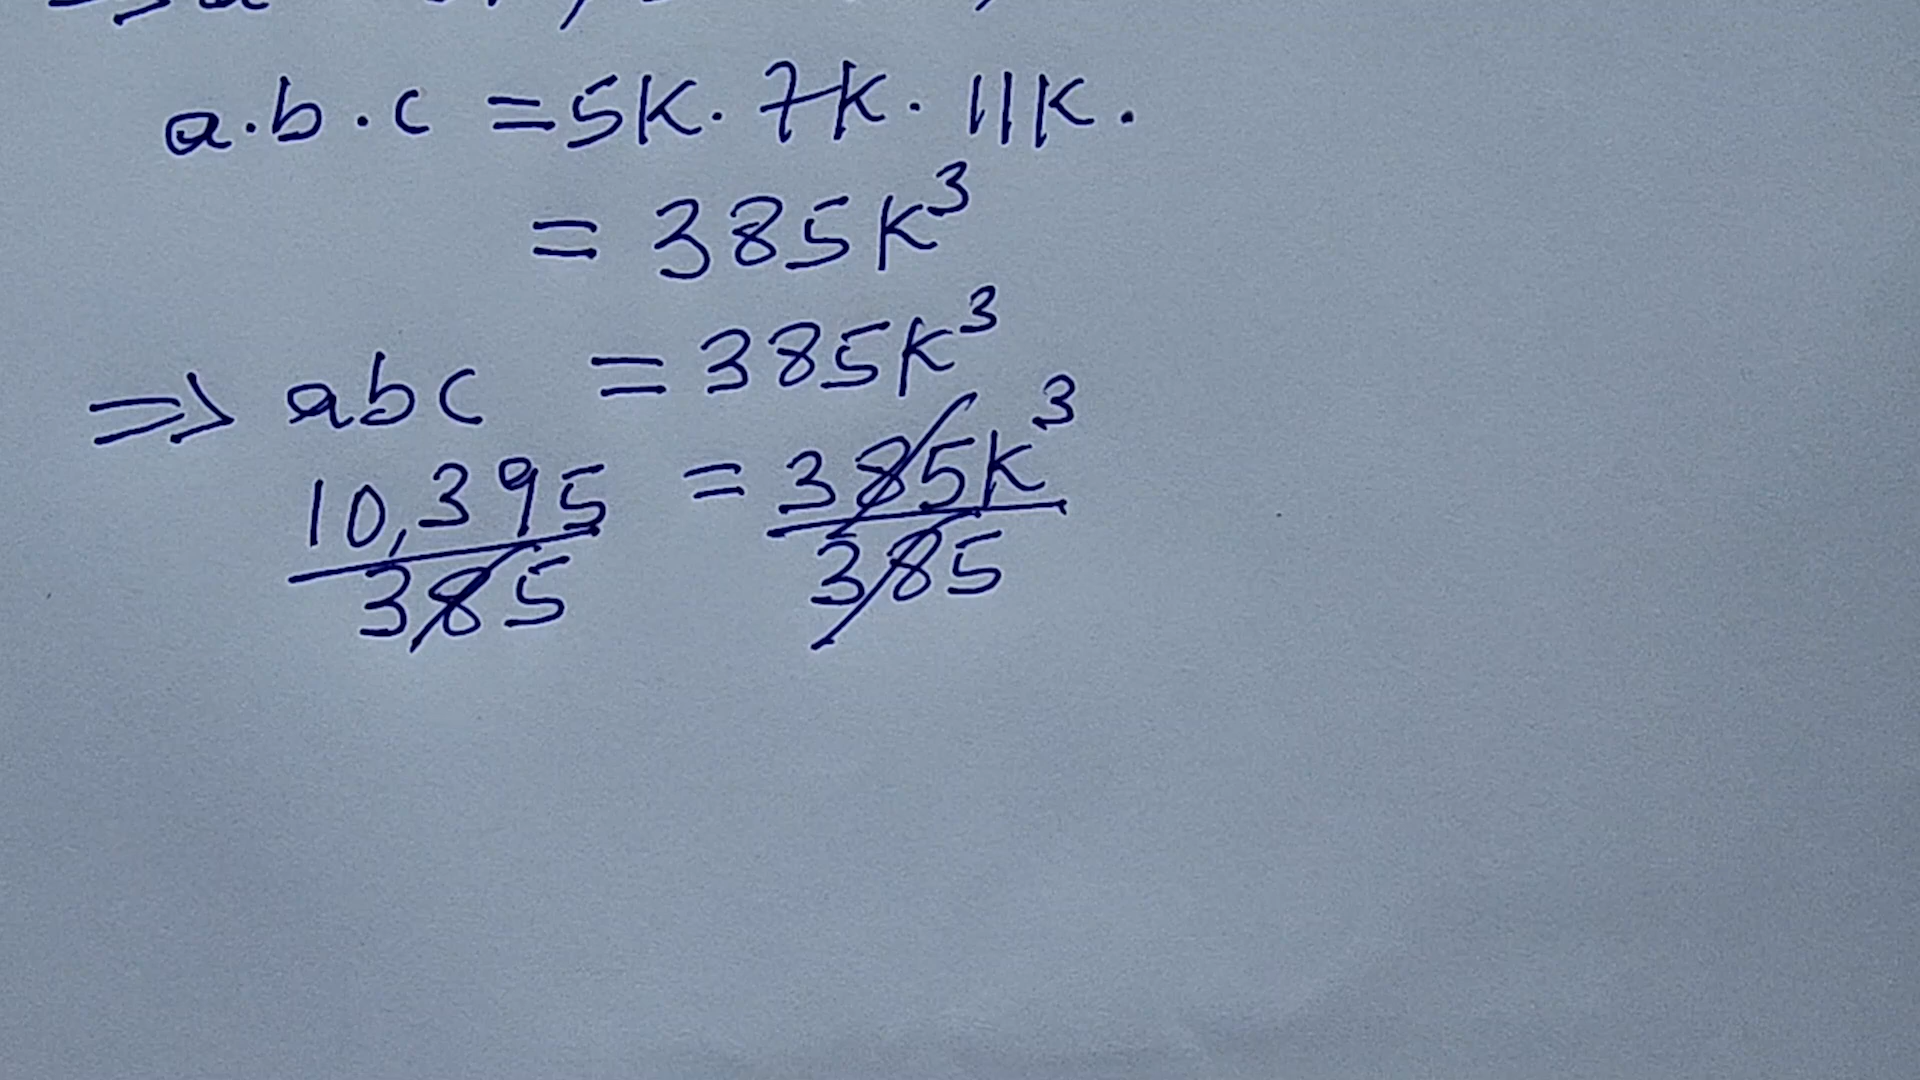 a.b.c = 5K. 7K. 11K.
= 385K³
⇒ abc = 385K³
10,395 = 385K³
385 385